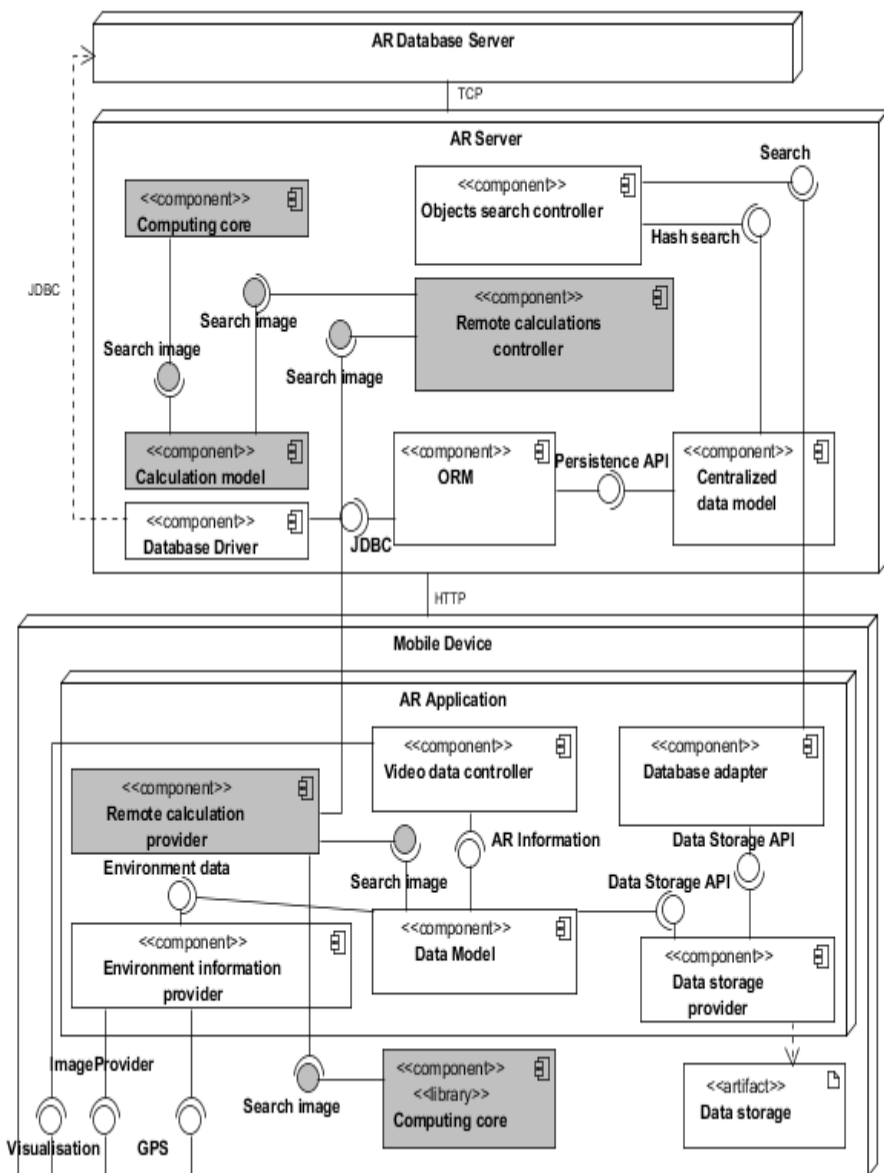 AR Database Server
TCP
AR Server
Search
<<component>>
Objects search controller
<<component>>
Computing core
Hash search
JDBC
<<component>>
Remote calculations
controller
Search image
Search image
Search image
<<component>>
Calculation model
<<component>>
ORM
Persistence API
<<component>>
Centralized
data model
<<component>>
Database Driver
JDBC
HTTP
Mobile Device
AR Application
<<component>>
Video data controller
<<component>>
Database adapter
<<component>>
Remote calculation
provider
AR Information
Data Storage API
Environment data
Search image
Data Storage API
<<component>>
Environment information
provider
<<component>>
Data Model
<<component>>
Data storage
provider
ImageProvider
Search image
<<component>>
<<library>>
Computing core
<<artifact>>
Data storage
Visualisation
GPS